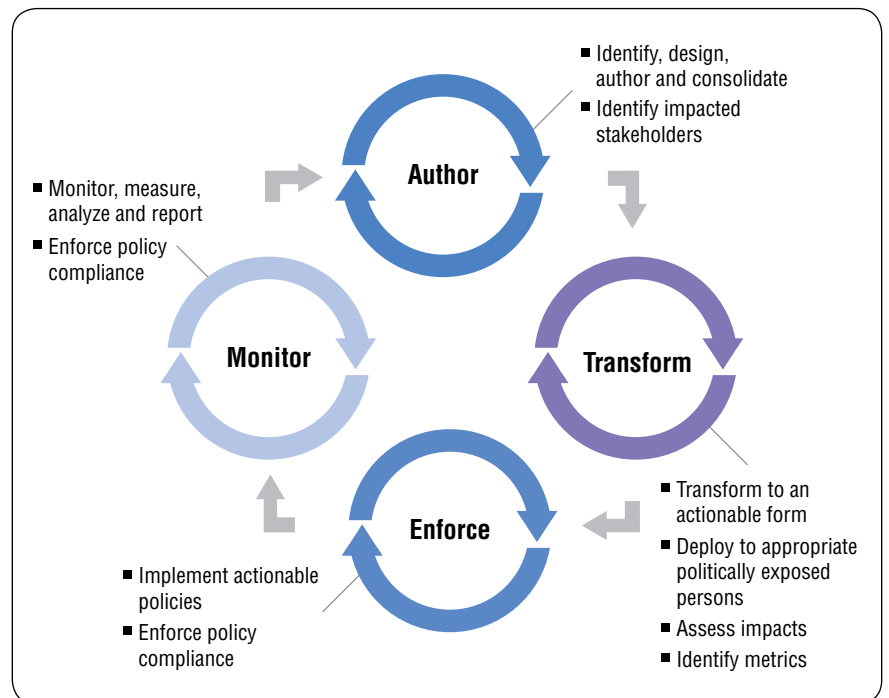 ■ Identify, design,
author and consolidate
■ Identify impacted
stakeholders
Author
■ Monitor, measure,
analyze and report
■ Enforce policy
compliance
Monitor
Transform
■ Transform to an
actionable form
■ Deploy to appropriate
politically exposed
persons
■ Assess impacts
■ Identify metrics
Enforce
■ Implement actionable
policies
■ Enforce policy
compliance